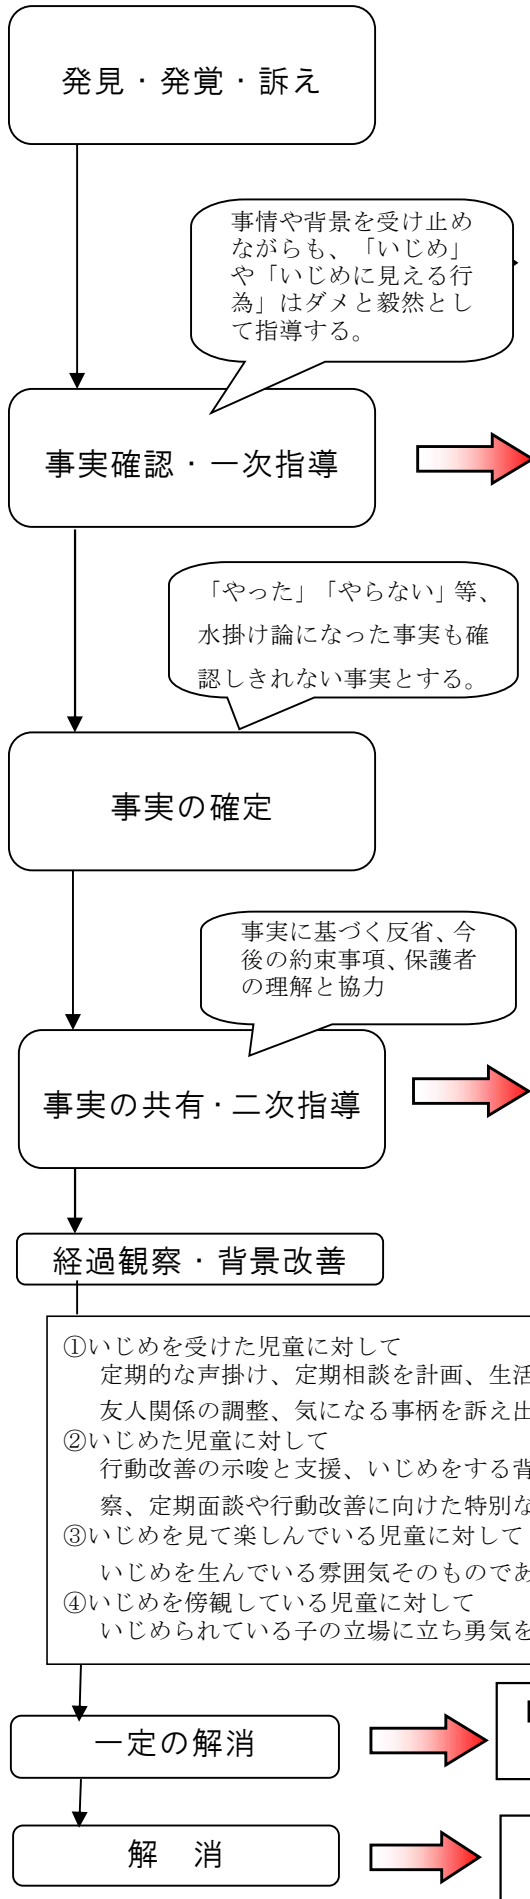 発見・発覚・訴え
事情や背景を受け止め
ながらも、「いじめ」
や「いじめに見える行
為」はダメと毅然とし
て指導する。
事実確認・一次指導
「やった」「やらない」等、
水掛け論になった事実も確
認しきれない事実とする。
事実の確定
事実に基づく反省、今
後の約束事項、保護者
の理解と協力
事実の共有・二次指導
経過観察・背景改善
①いじめを受けた児童に対して
定期的な声掛け、定期相談を計画、生活
友人関係の調整、気になる事柄を訴え出
②いじめた児童に対して
行動改善の示唆と支援、いじめをする背
察、定期面談や行動改善に向けた特別な
③いじめを見て楽しんでいる児童に対して
いじめを生んでいる雰囲気そのものであ
④いじめを傍観している児童に対して
いじめられている子の立場に立ち勇気を
一定の解消
解　消